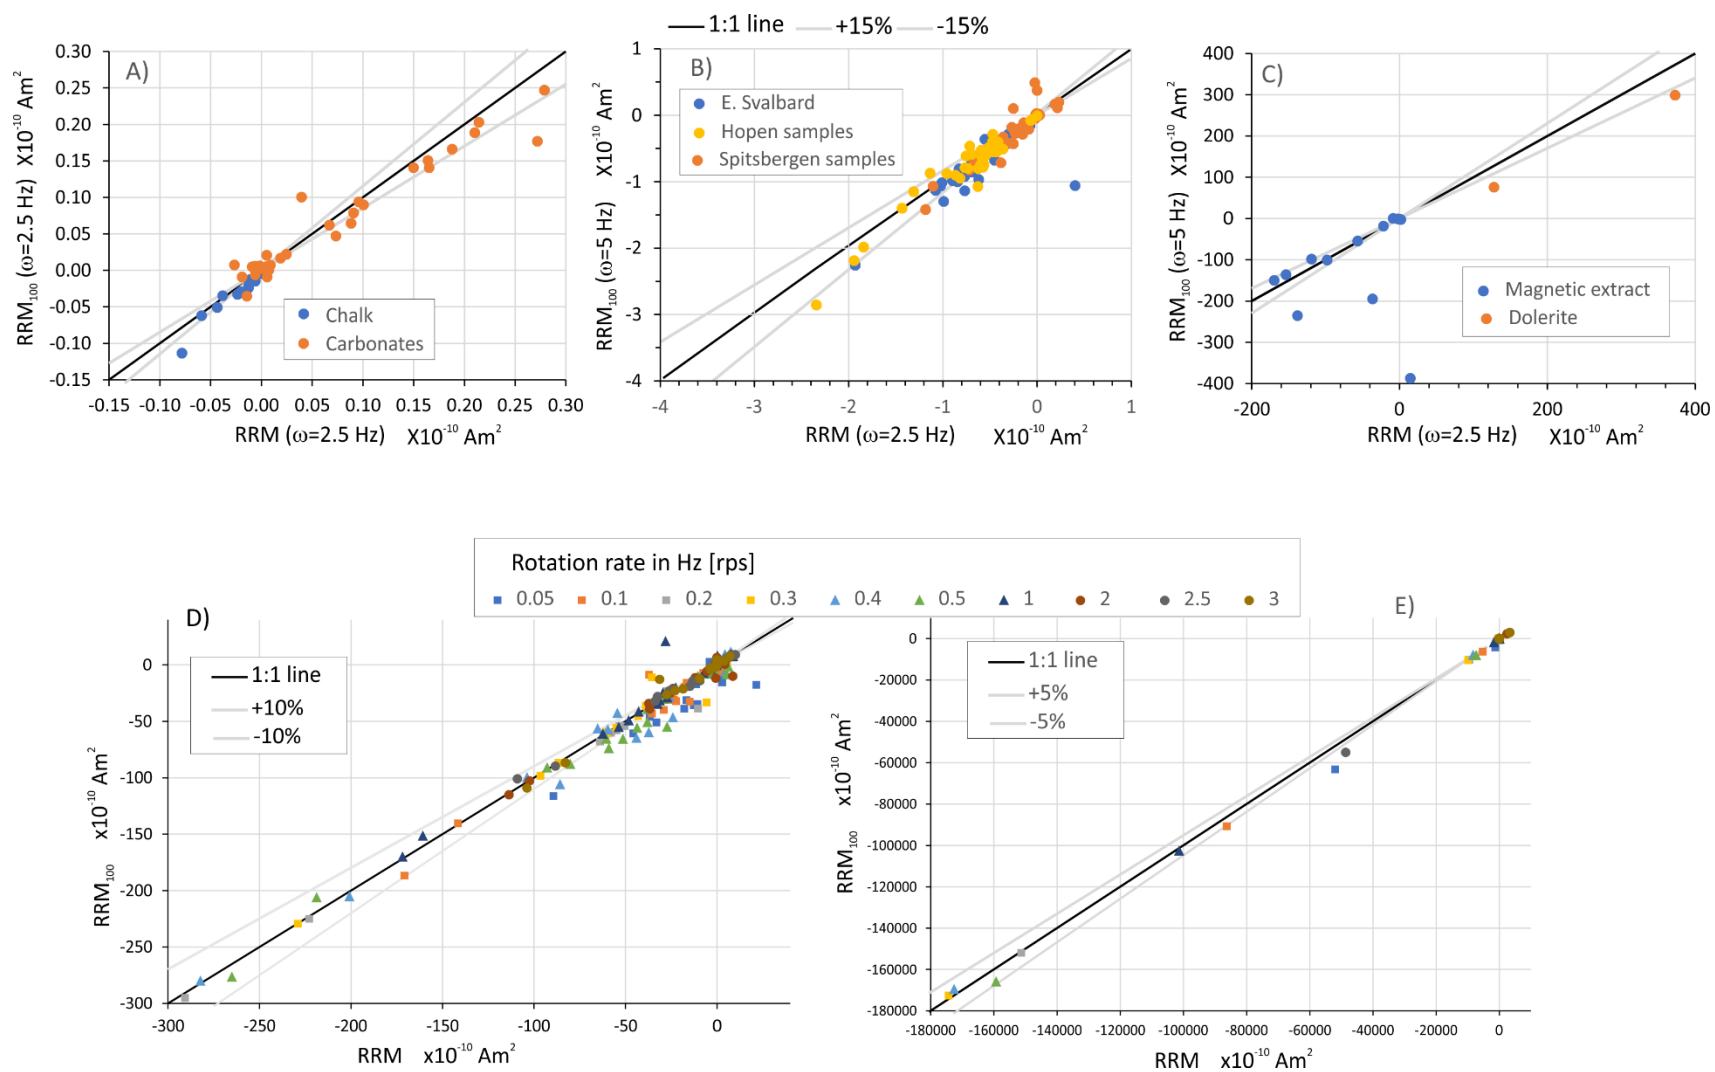 1:1 line +15% -15%
A)
0.30
0.25
0.20
0.15
0.10
0.05
0.00
-0.05
-0.10
-0.15
RRM100 (ω=2.5 Hz) X10-10 Am2
Chalk
Carbonates
-0.15 -0.10 -0.05 0.00 0.05 0.10 0.15 0.20 0.25 0.30
RRM (ω=2.5 Hz) X10-10 Am2
B)
1
0
-1
-2
-3
-4
RRM100 (ω=5 Hz) X10-10 Am2
E. Svalbard
Hopen samples
Spitsbergen samples
-4 -3 -2 -1 0 1
RRM (ω=2.5 Hz) X10-10 Am2
C)
400
300
200
100
0
-100
-200
-300
-400
RRM100 (ω=5 Hz) X10-10 Am2
Magnetic extract
Dolerite
-200 0 200 400
RRM (ω=2.5 Hz) X10-10 Am2
Rotation rate in Hz [rps]
0.05 0.1 0.2 0.3 0.4 0.5 1 2 2.5 3
D)
1:1 line
+10%
-10%
0
-50
-100
-150
-200
-250
-300
RRM100 x10-10 Am2
-300 -250 -200 -150 -100 -50 0
RRM x10-10 Am2
E)
1:1 line
+5%
-5%
0
-20000
-40000
-60000
-80000
-100000
-120000
-140000
-160000
-180000
RRM100 x10-10 Am2
-180000 -160000 -140000 -120000 -100000 -80000 -60000 -40000 -20000 0
RRM x10-10 Am2